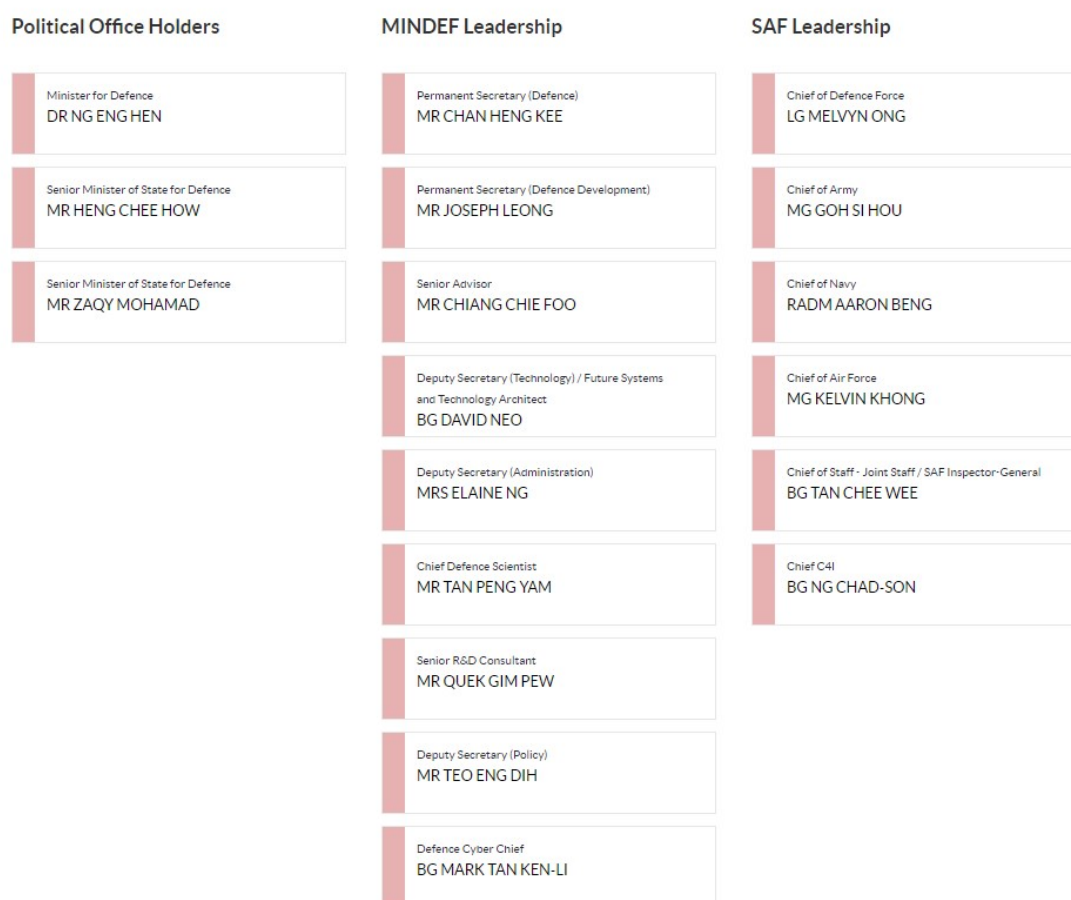 Political Office Holders
Minister for Defence
DR NG ENG HEN
Senior Minister of State for Defence
MR HENG CHEE HOW
Senior Minister of State for Defence
MR ZAQY MOHAMAD
MINDEF Leadership
Permanent Secretary (Defence)
MR CHAN HENG KEE
Permanent Secretary (Defence Development)
MR JOSEPH LEONG
Senior Advisor
MR CHIANG CHIE FOO
Deputy Secretary (Technology) / Future Systems
and Technology Architect
BG DAVID NEO
Deputy Secretary (Administration)
MRS ELAINE NG
Chief Defence Scientist
MR TAN PENG YAM
Senior R&D Consultant
MR QUEK GIM PEW
Deputy Secretary (Policy)
MR TEO ENG DIH
Defence Cyber Chief
BG MARK TAN KEN-LI
SAF Leadership
Chief of Defence Force
LG MELVYN ONG
Chief of Army
MG GOH SI HOU
Chief of Navy
RADM AARON BENG
Chief of Air Force
MG KELVIN KHONG
Chief of Staff - Joint Staff / SAF Inspector-General
BG TAN CHEE WEE
Chief C4I
BG NG CHAD-SON